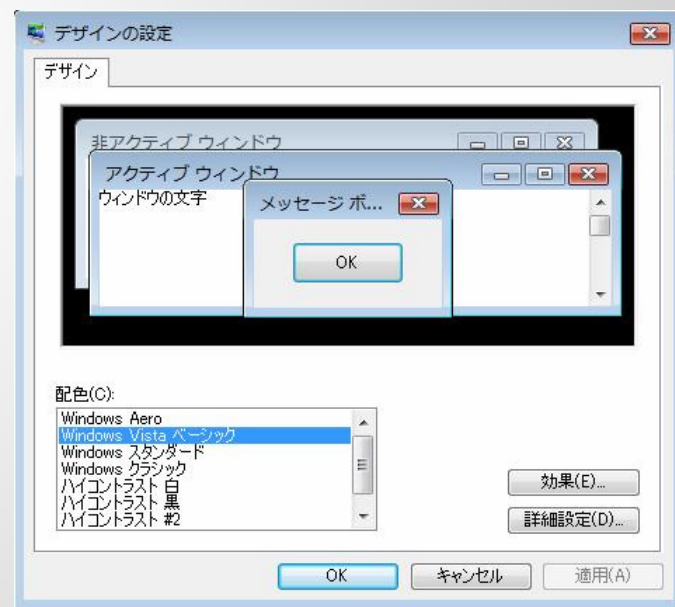 デザインの設定
デザイン
非アクティブ ウィンドウ
アクティブ ウィンドウ
ウィンドウの文字
メッセージ ボ...
OK
配色(C):
Windows Aero
Windows Vista ベーシック
Windows スタンダード
Windows クラシック
ハイコントラスト 白
ハイコントラスト 黒
ハイコントラスト #2
効果(E)...
詳細設定(D)...
OK
キャンセル
適用(A)